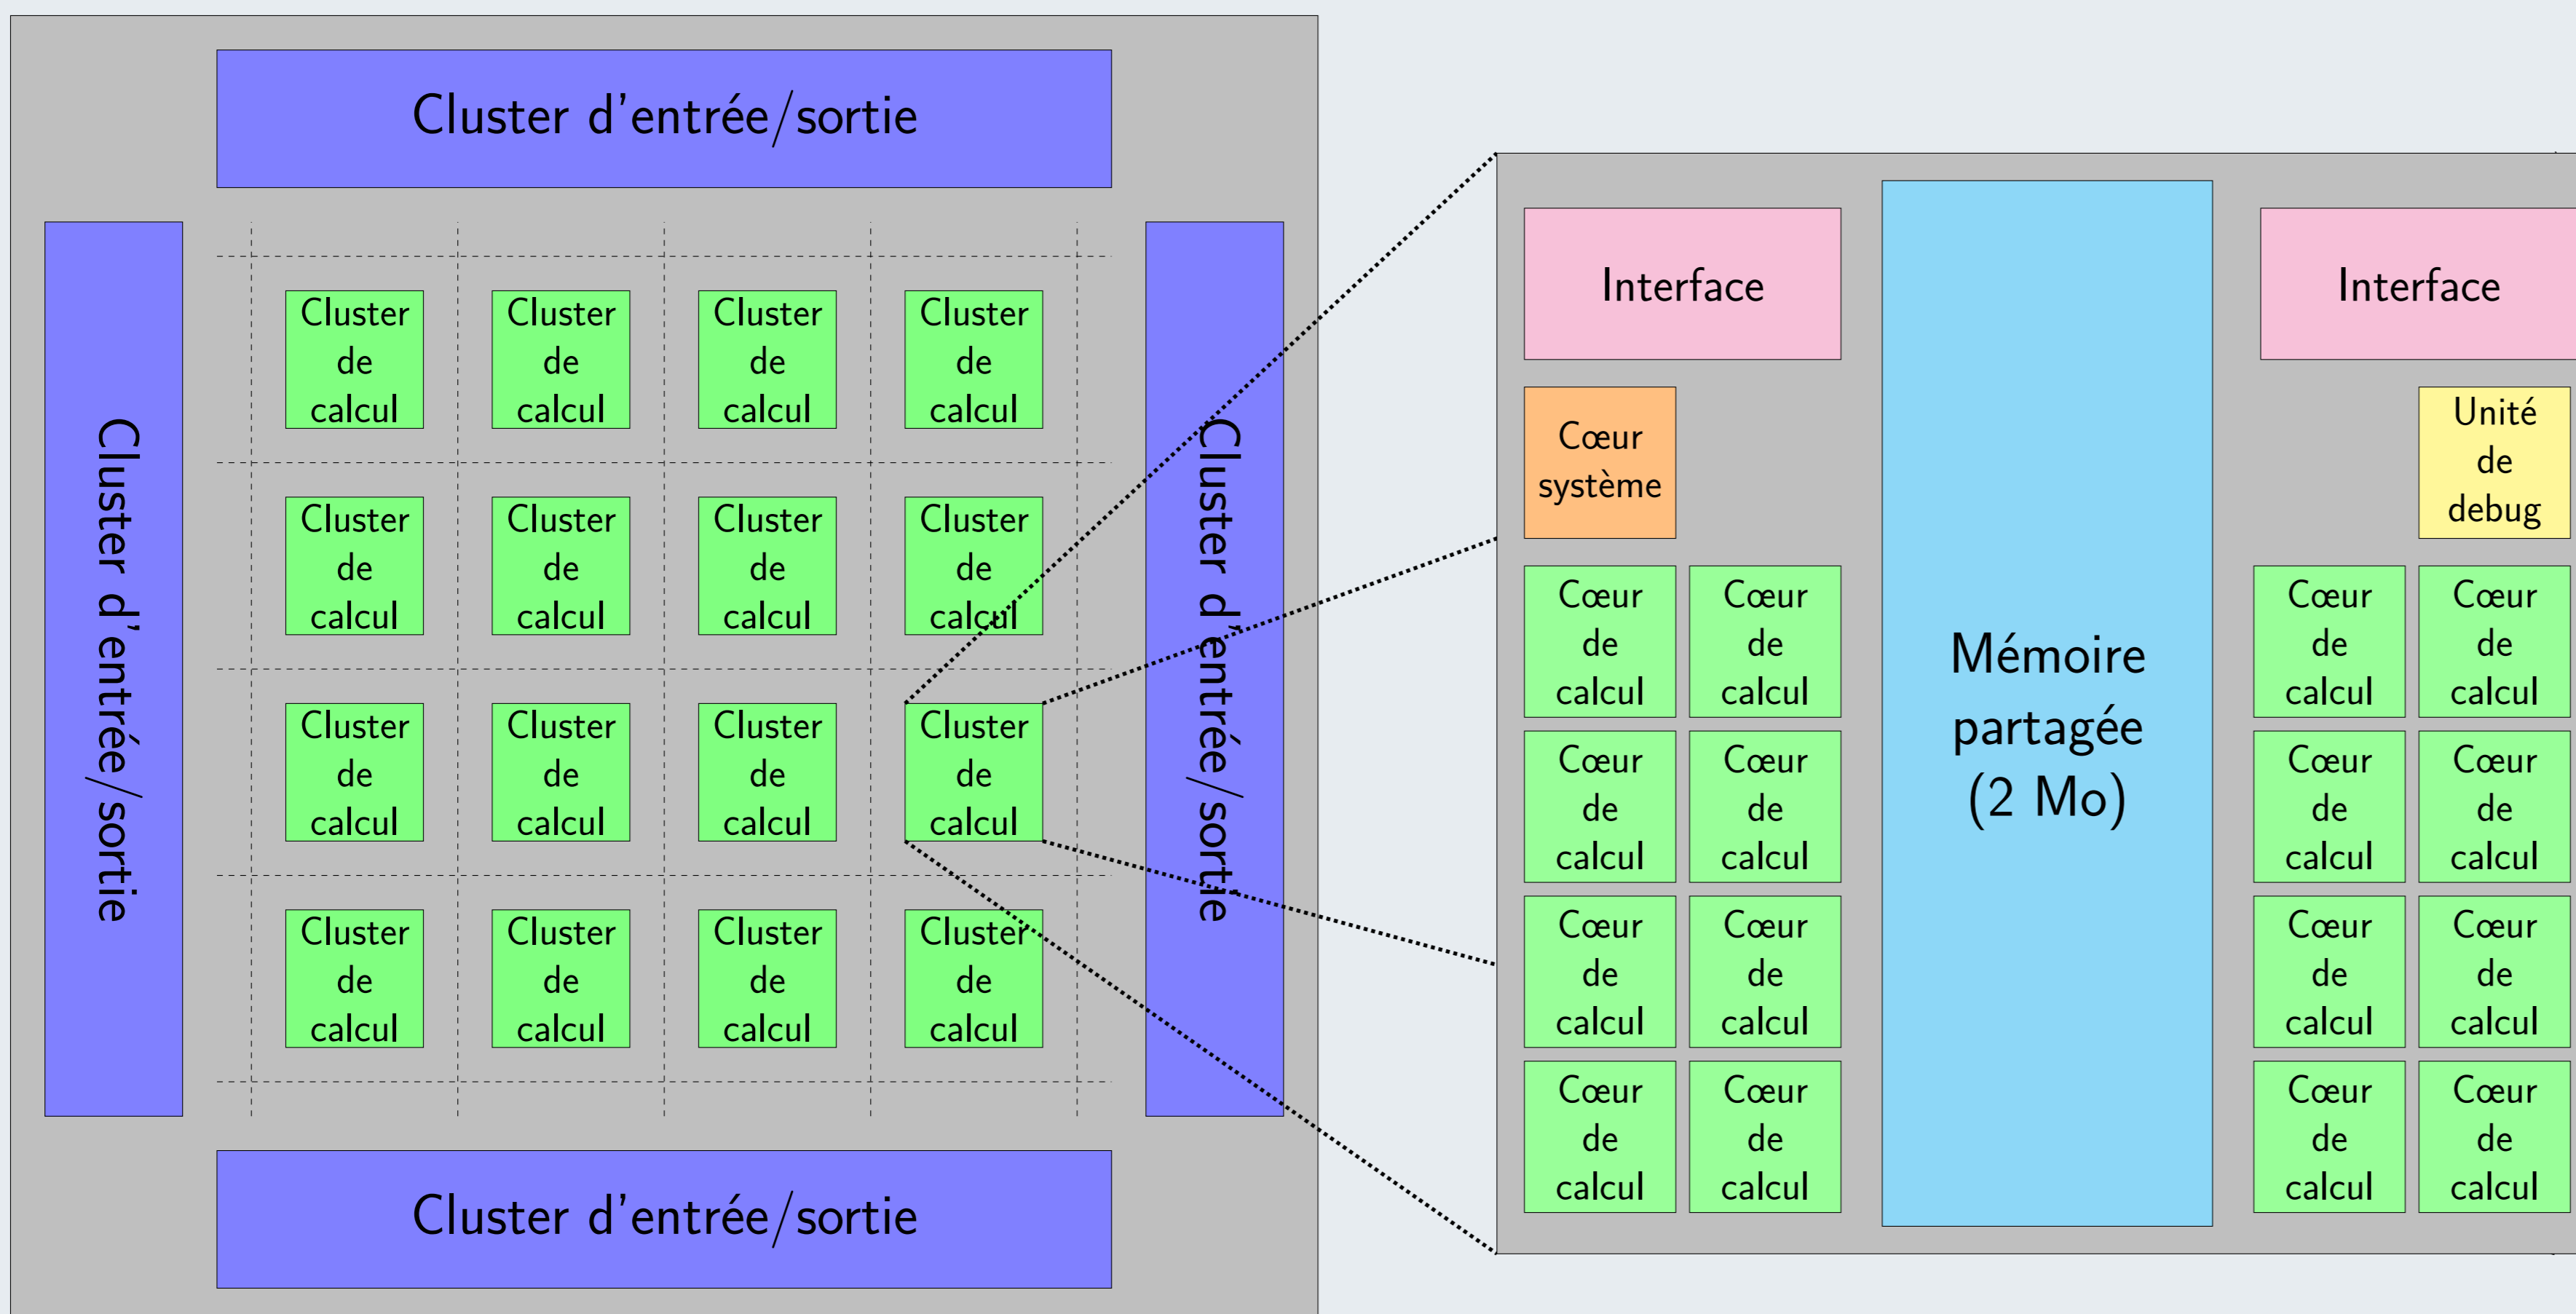 Cluster d'entrée/sortie
Cluster d'entrée/sortie
Cluster
de
calcul
Cluster
de
calcul
Cluster
de
calcul
Cluster
de
calcul
Cluster
de
calcul
Cluster
de
calcul
Cluster
de
calcul
Cluster
de
calcul
Cluster
de
calcul
Cluster
de
calcul
Cluster
de
calcul
Cluster
de
calcul
Cluster
de
calcul
Cluster
de
calcul
Cluster
de
calcul
Cluster
de
calcul
Cluster d'entrée/sortie
Cluster d'entrée/sortie
Interface
Cœur
système
Cœur
de
calcul
Cœur
de
calcul
Cœur
de
calcul
Cœur
de
calcul
Cœur
de
calcul
Cœur
de
calcul
Cœur
de
calcul
Cœur
de
calcul
Mémoire
partagée
(2 Mo)
Interface
Unité
de
debug
Cœur
de
calcul
Cœur
de
calcul
Cœur
de
calcul
Cœur
de
calcul
Cœur
de
calcul
Cœur
de
calcul
Cœur
de
calcul
Cœur
de
calcul